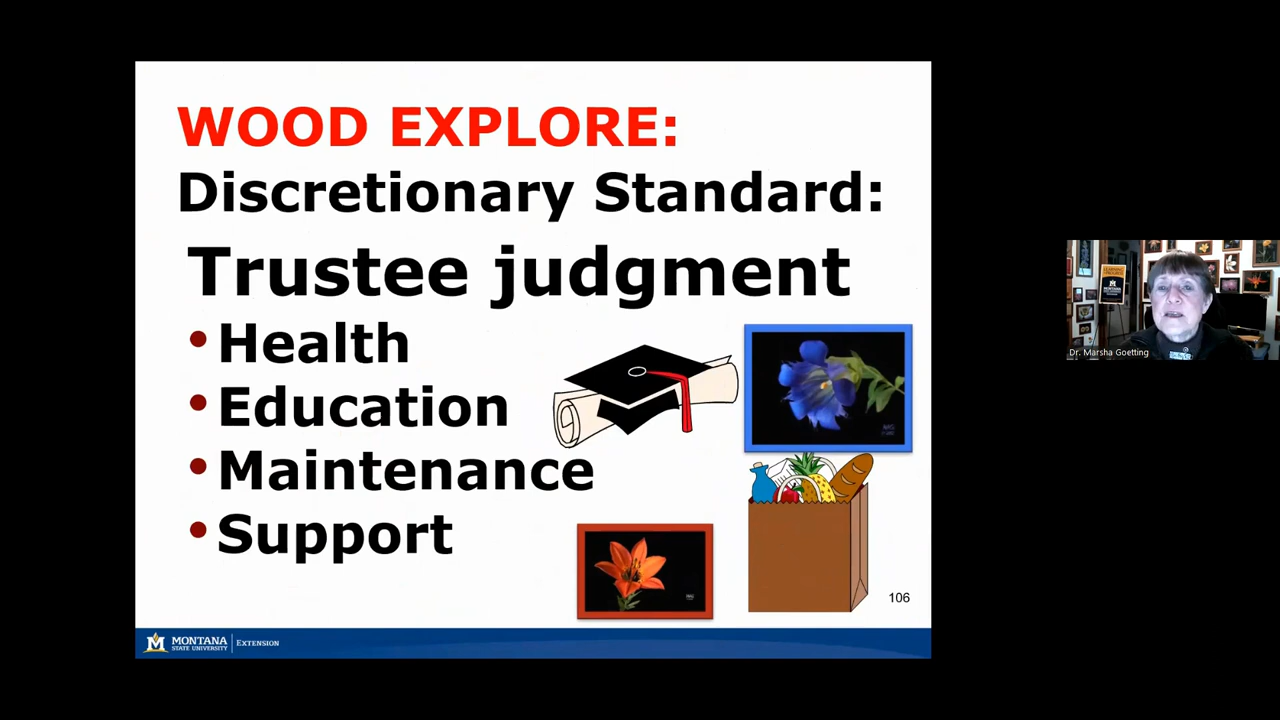 WOOD EXPLORE:
Discretionary Standard:
Trustee judgment
• Health
• Education
• Maintenance
• Support
106
M MONTANA
STATE UNIVERSITY
EXTENSION
Dr. Marsha Goetting